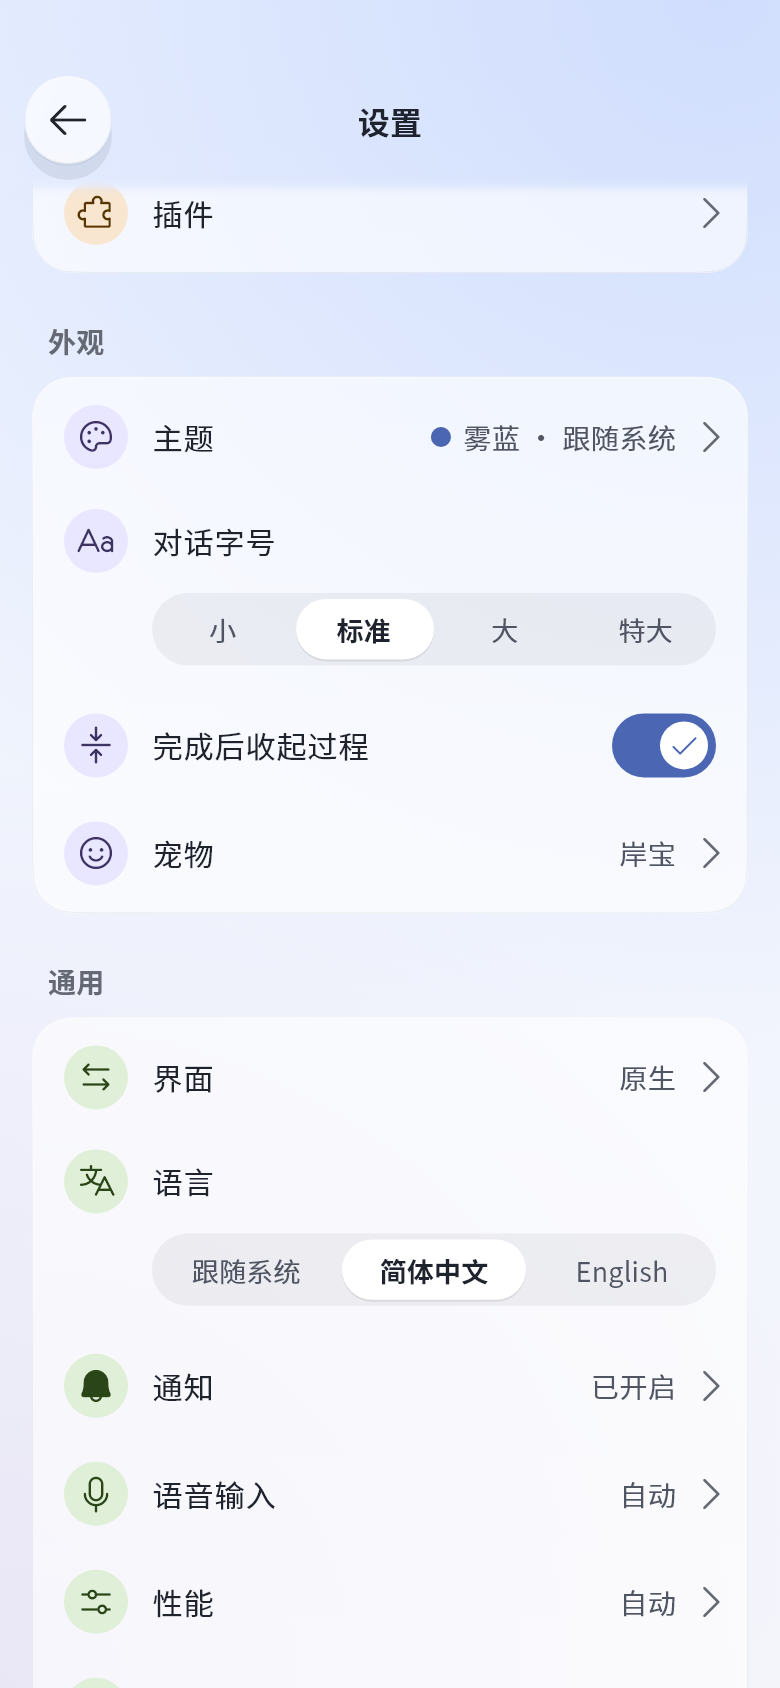 设置
插件
外观
主题 雾蓝 · 跟随系统
Aa 对话字号
小 标准 大 特大
完成后收起过程
宠物 岸宝
通用
界面 原生
文A 语言
跟随系统 简体中文 English
通知 已开启
语音输入 自动
性能 自动